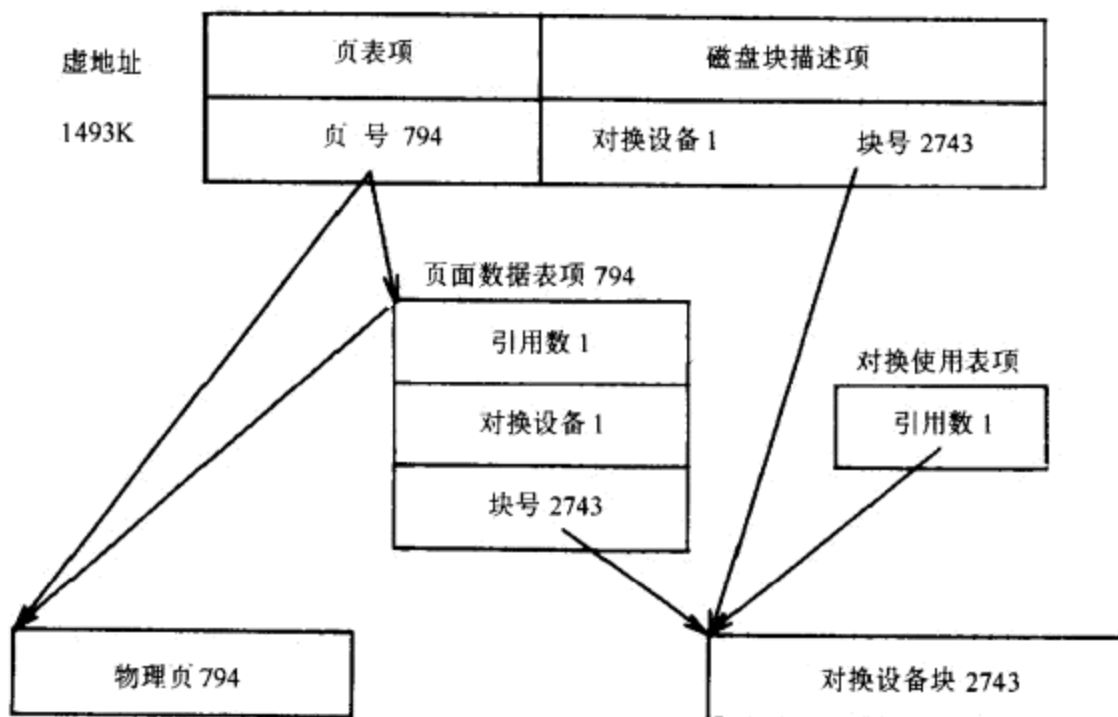 页表项
磁盘块描述项
虚地址
1493K
页 号 794
对换设备 1
块号 2743
页面数据表项 794
引用数 1
对换设备 1
块号 2743
对换使用表项
引用数 1
物理页 794
对换设备块 2743